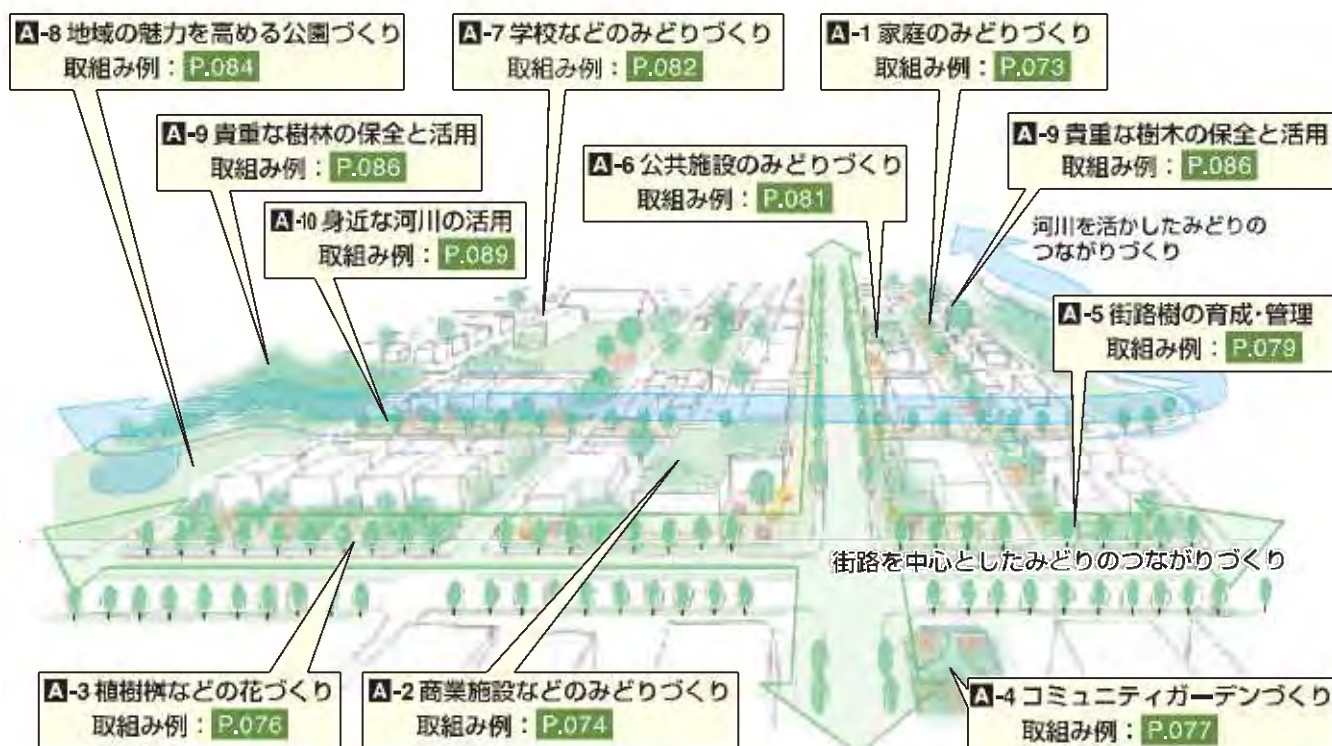 A-8 地域の魅力を高める公園づくり
取組み例：P.084
A-7 学校などのみどりづくり
取組み例：P.082
A-1 家庭のみどりづくり
取組み例：P.073
A-9 貴重な樹林の保全と活用
取組み例：P.086
A-6 公共施設のみどりづくり
取組み例：P.081
A-9 貴重な樹木の保全と活用
取組み例：P.086
A-10 身近な河川の活用
取組み例：P.089
河川を活かしたみどりの
つながりづくり
A-5 街路樹の育成・管理
取組み例：P.079
街路を中心としたみどりのつながりづくり
A-3 植樹桝などの花づくり
取組み例：P.076
A-2 商業施設などのみどりづくり
取組み例：P.074
A-4 コミュニティガーデンづくり
取組み例：P.077